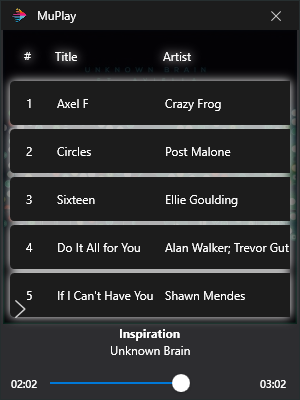 MuPlay
# Title Artist
UNKNOWN BRAIN
1 Axel F Crazy Frog
2 Circles Post Malone
3 Sixteen Ellie Goulding
4 Do It All for You Alan Walker; Trevor Gut
5 If I Can't Have You Shawn Mendes
Inspiration
Unknown Brain
02:02 03:02